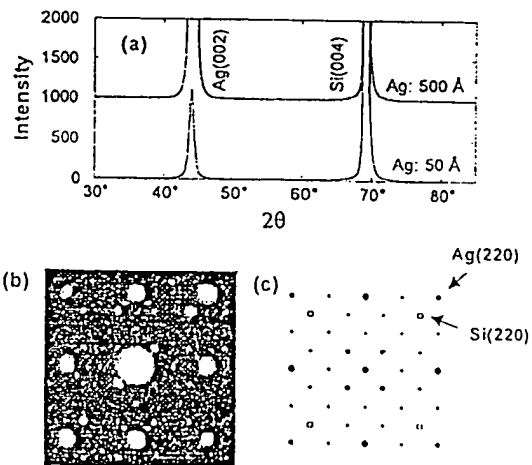 2000
(a)
Ag(002)
Si(004)
1500
Intensity
1000
Ag: 500 Å
500
Ag: 50 Å
0
30° 40° 50° 60° 70° 80°
2θ
(b)
(c)
Ag(220)
Si(220)